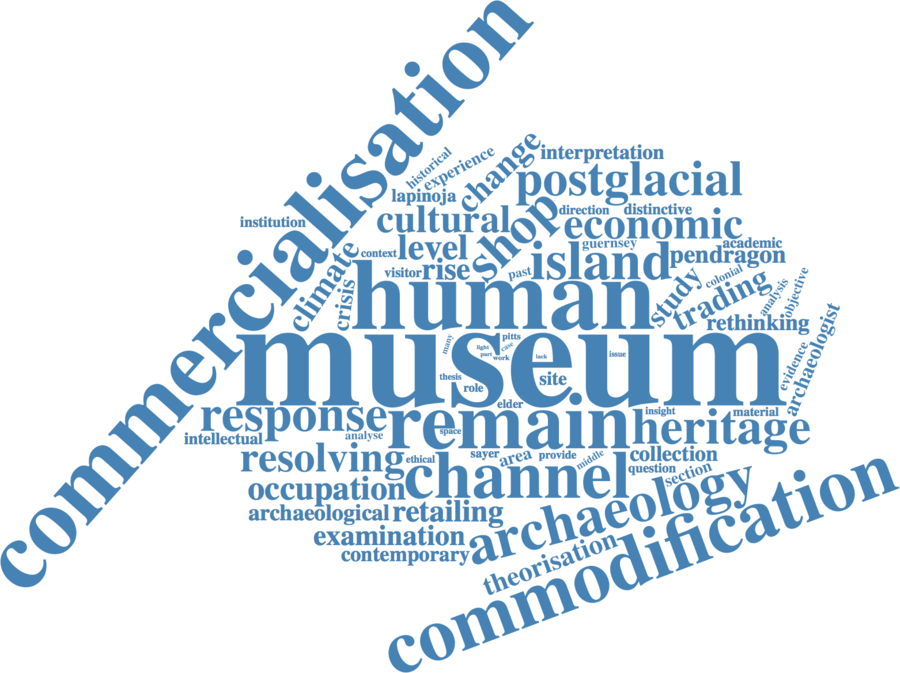 commercialisation
historical
experience
change
interpretation
lapinoja
postglacial
institution
cultural
shop
direction
distinctive
economic
climate
context
level
guernsey
academic
pendragon
crisis
visitor
rise
past
island
study
colonial
trading
analysis
objective
human
rethinking
many
pitts
light
case
part
work
lack
issue
museum
evidence
archaeologist
thesis
role
site
elder
response
remain
insight
material
heritage
intellectual
analyse
space
resolving
ethical
sayer
area
provide
middle
collection
question
section
occupation
channel
archaeology
archaeological
retailing
examination
contemporary
theorisation
commodification